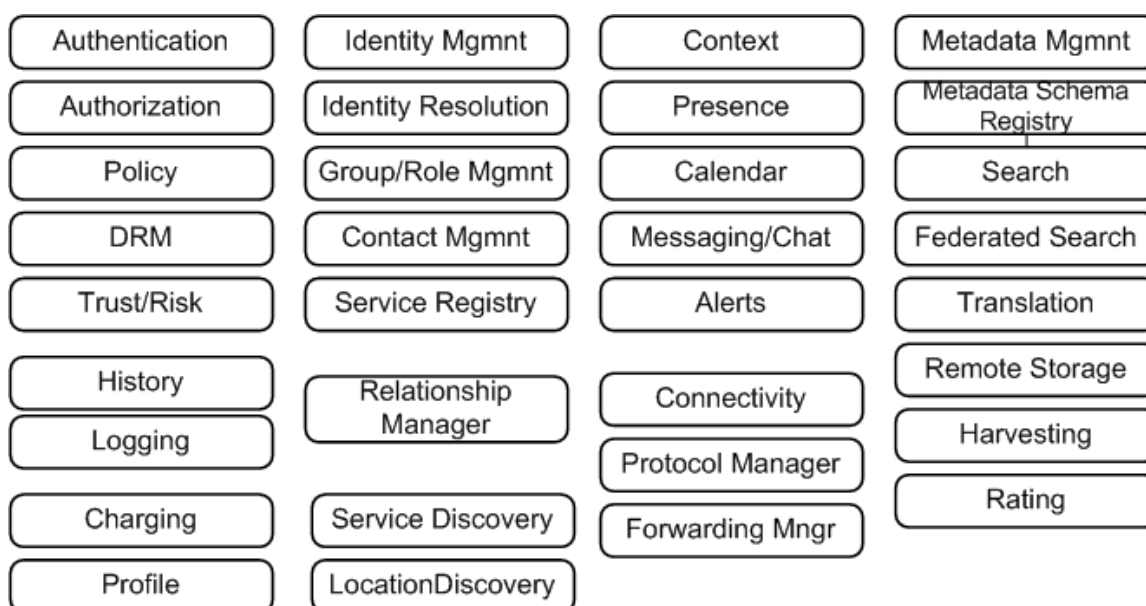 Authentication
Identity Mgmnt
Context
Metadata Mgmnt
Authorization
Identity Resolution
Presence
Metadata Schema
Registry
Policy
Group/Role Mgmnt
Calendar
Search
DRM
Contact Mgmnt
Messaging/Chat
Federated Search
Trust/Risk
Service Registry
Alerts
Translation
History
Relationship
Manager
Connectivity
Remote Storage
Logging
Protocol Manager
Harvesting
Charging
Service Discovery
Forwarding Mngr
Rating
Profile
LocationDiscovery